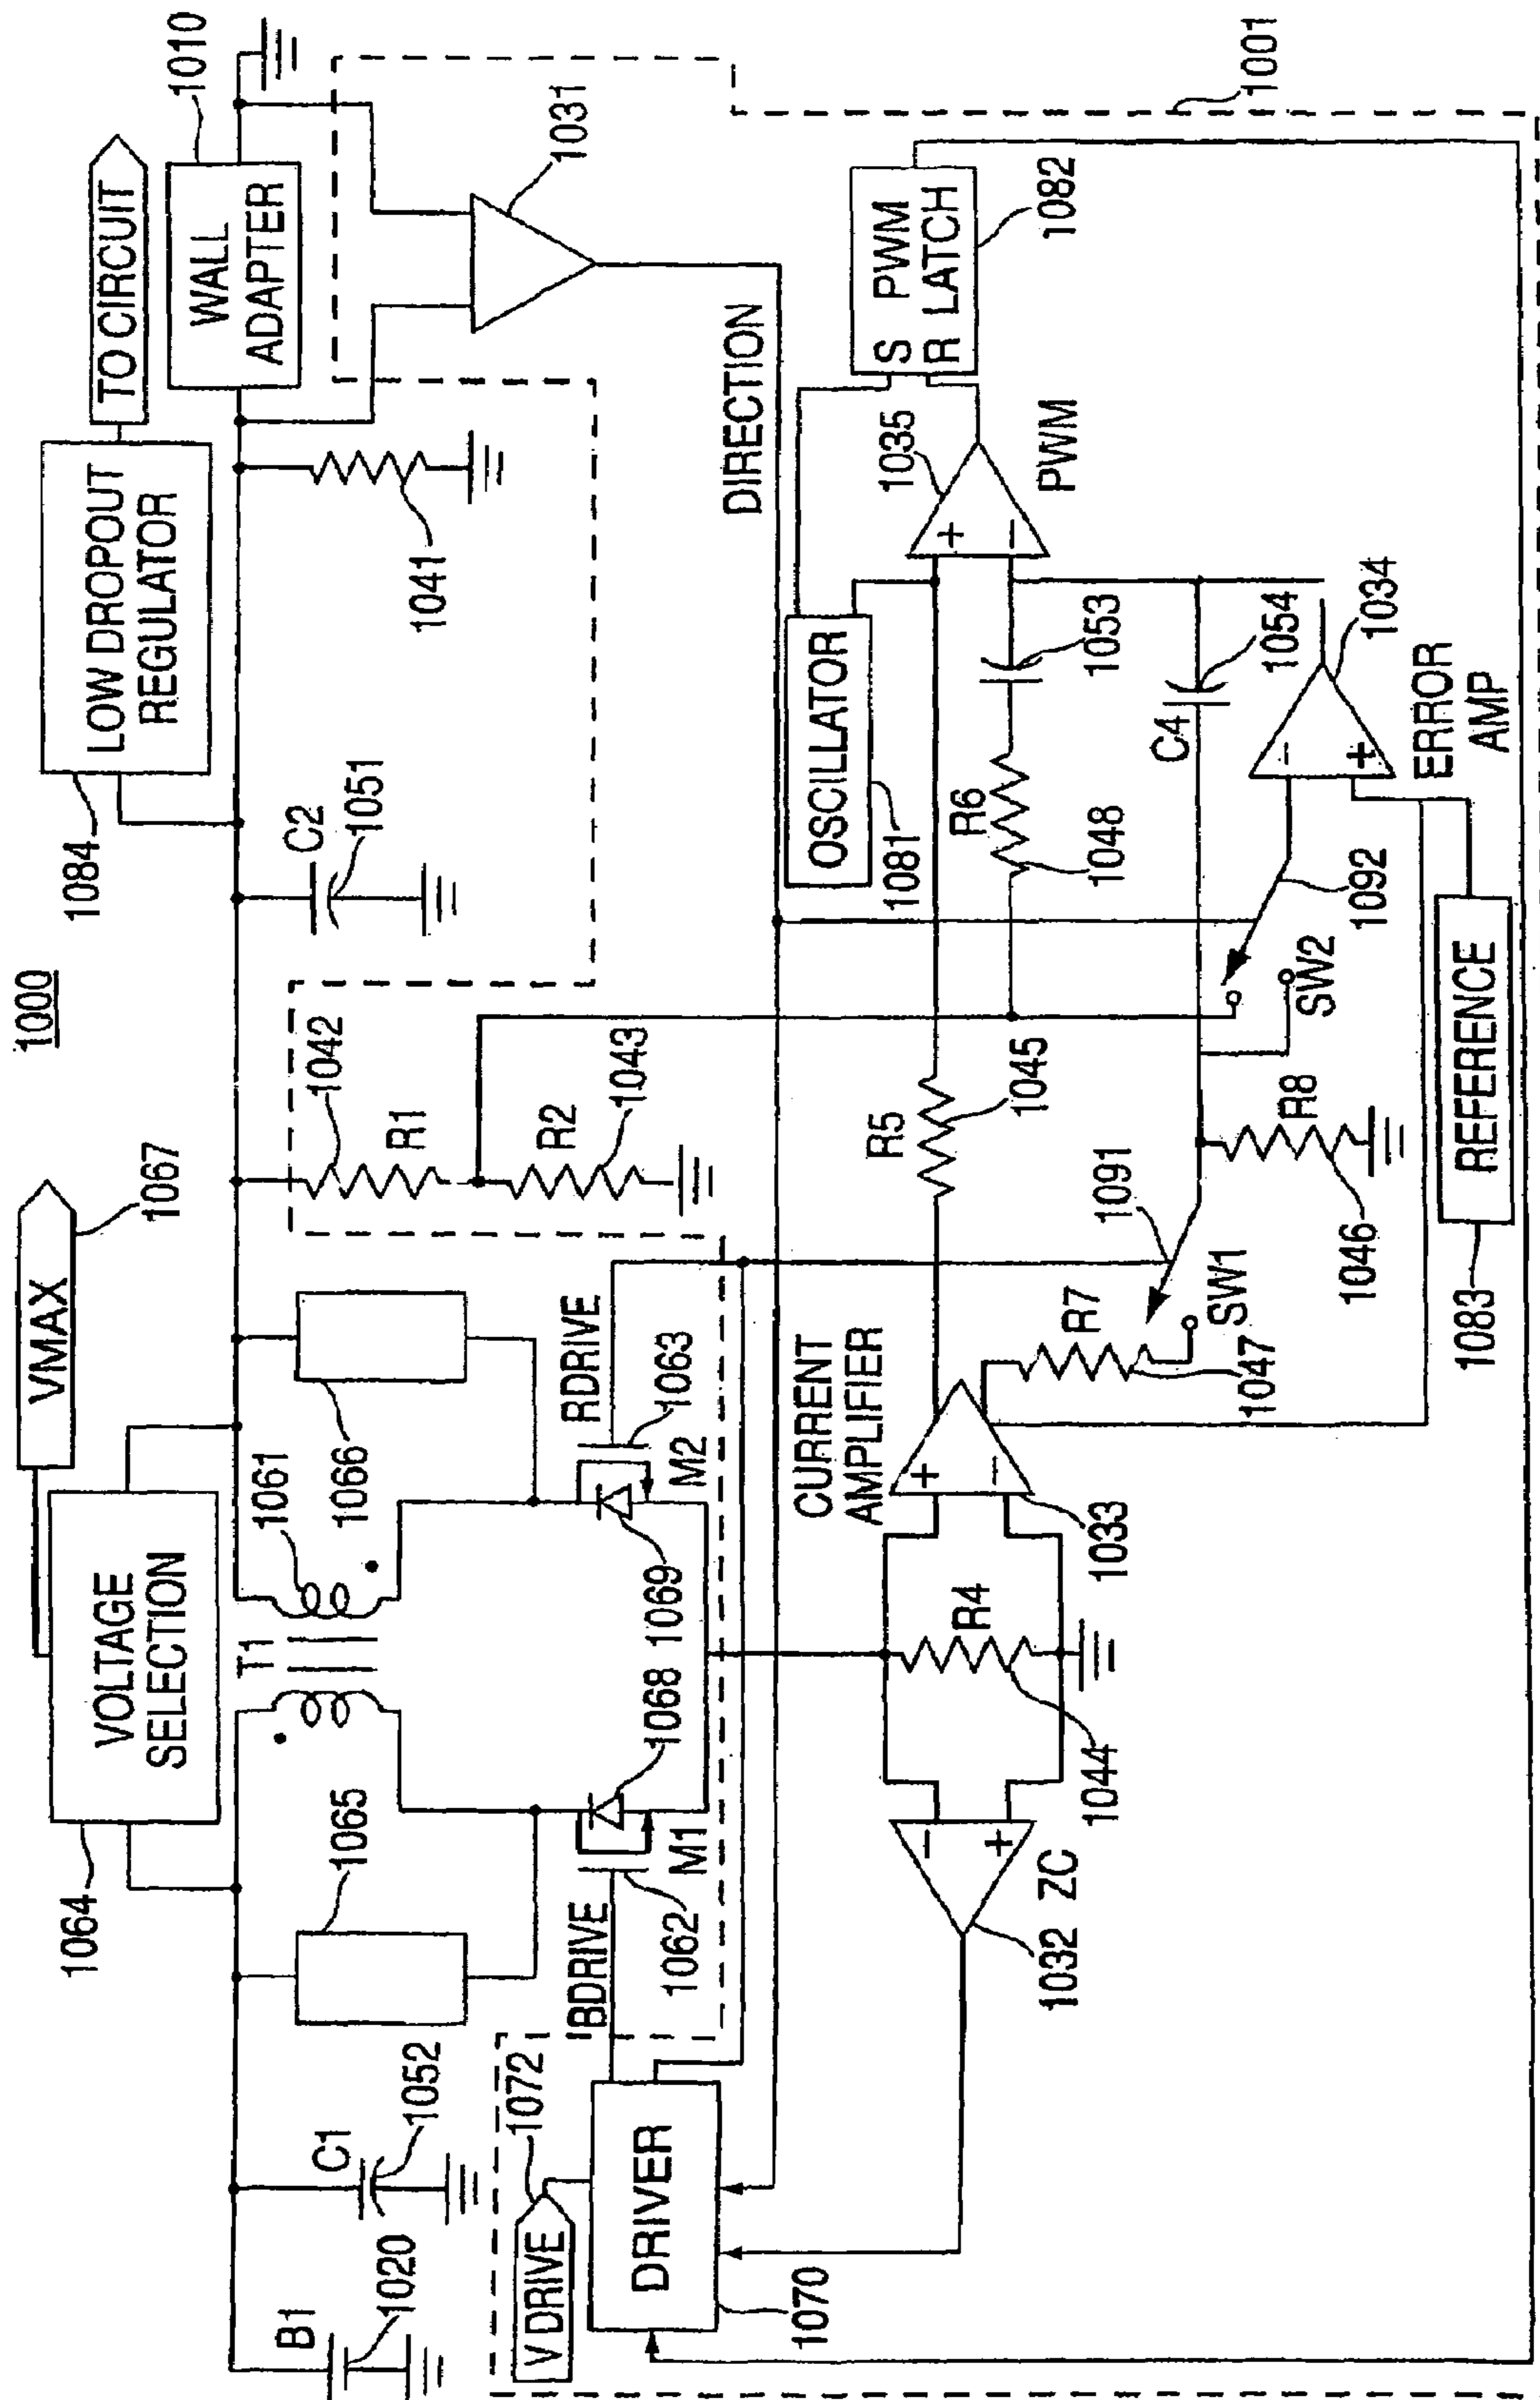 1000
VMAX
1067
VOLTAGE
SELECTION
1064
LOW DROPOUT
REGULATOR
1084
TO CIRCUIT
WALL
ADAPTER
1010
B1
1020
C1
1052
1065
T1
1061
1066
1042
R1
R2
1043
C2
1051
1041
1031
V DRIVE
1072
BDRIVE
1062
M1
1068
1069
M2
1063
RDRIVE
DRIVER
1070
DIRECTION
1032
ZC
R4
1044
CURRENT
AMPLIFIER
+
−
1033
−
+
R5
1045
R7
1047
SW1
1091
R8
1046
OSCILLATOR
1081
R6
1048
1053
C4
1054
SW2
1092
1035
+
−
PWM
S PWM
R LATCH
1082
−
+
1034
ERROR
AMP
REFERENCE
1083
1001